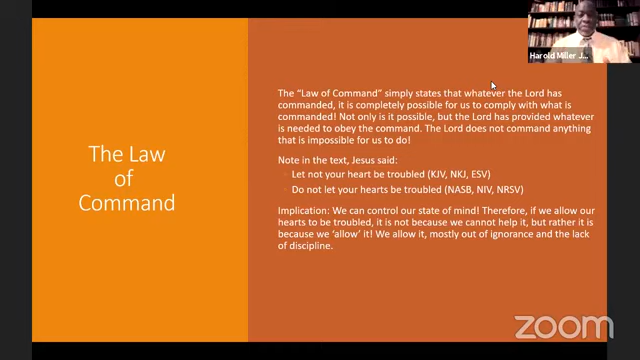 Harold Miller J...
The Law
of
Command
The “Law of Command” simply states that whatever the Lord has
commanded, it is completely possible for us to comply with what is
commanded! Not only is it possible, but the Lord has provided whatever
is needed to obey the command. The Lord does not command anything
that is impossible for us to do!
Note in the text, Jesus said:
Let not your heart be troubled (KJV, NKJ, ESV)
Do not let your hearts be troubled (NASB, NIV, NRSV)
Implication: We can control our state of mind! Therefore, if we allow our
hearts to be troubled, it is not because we cannot help it, but rather it is
because we ‘allow’ it! We allow it, mostly out of ignorance and the lack
of discipline.
zoom